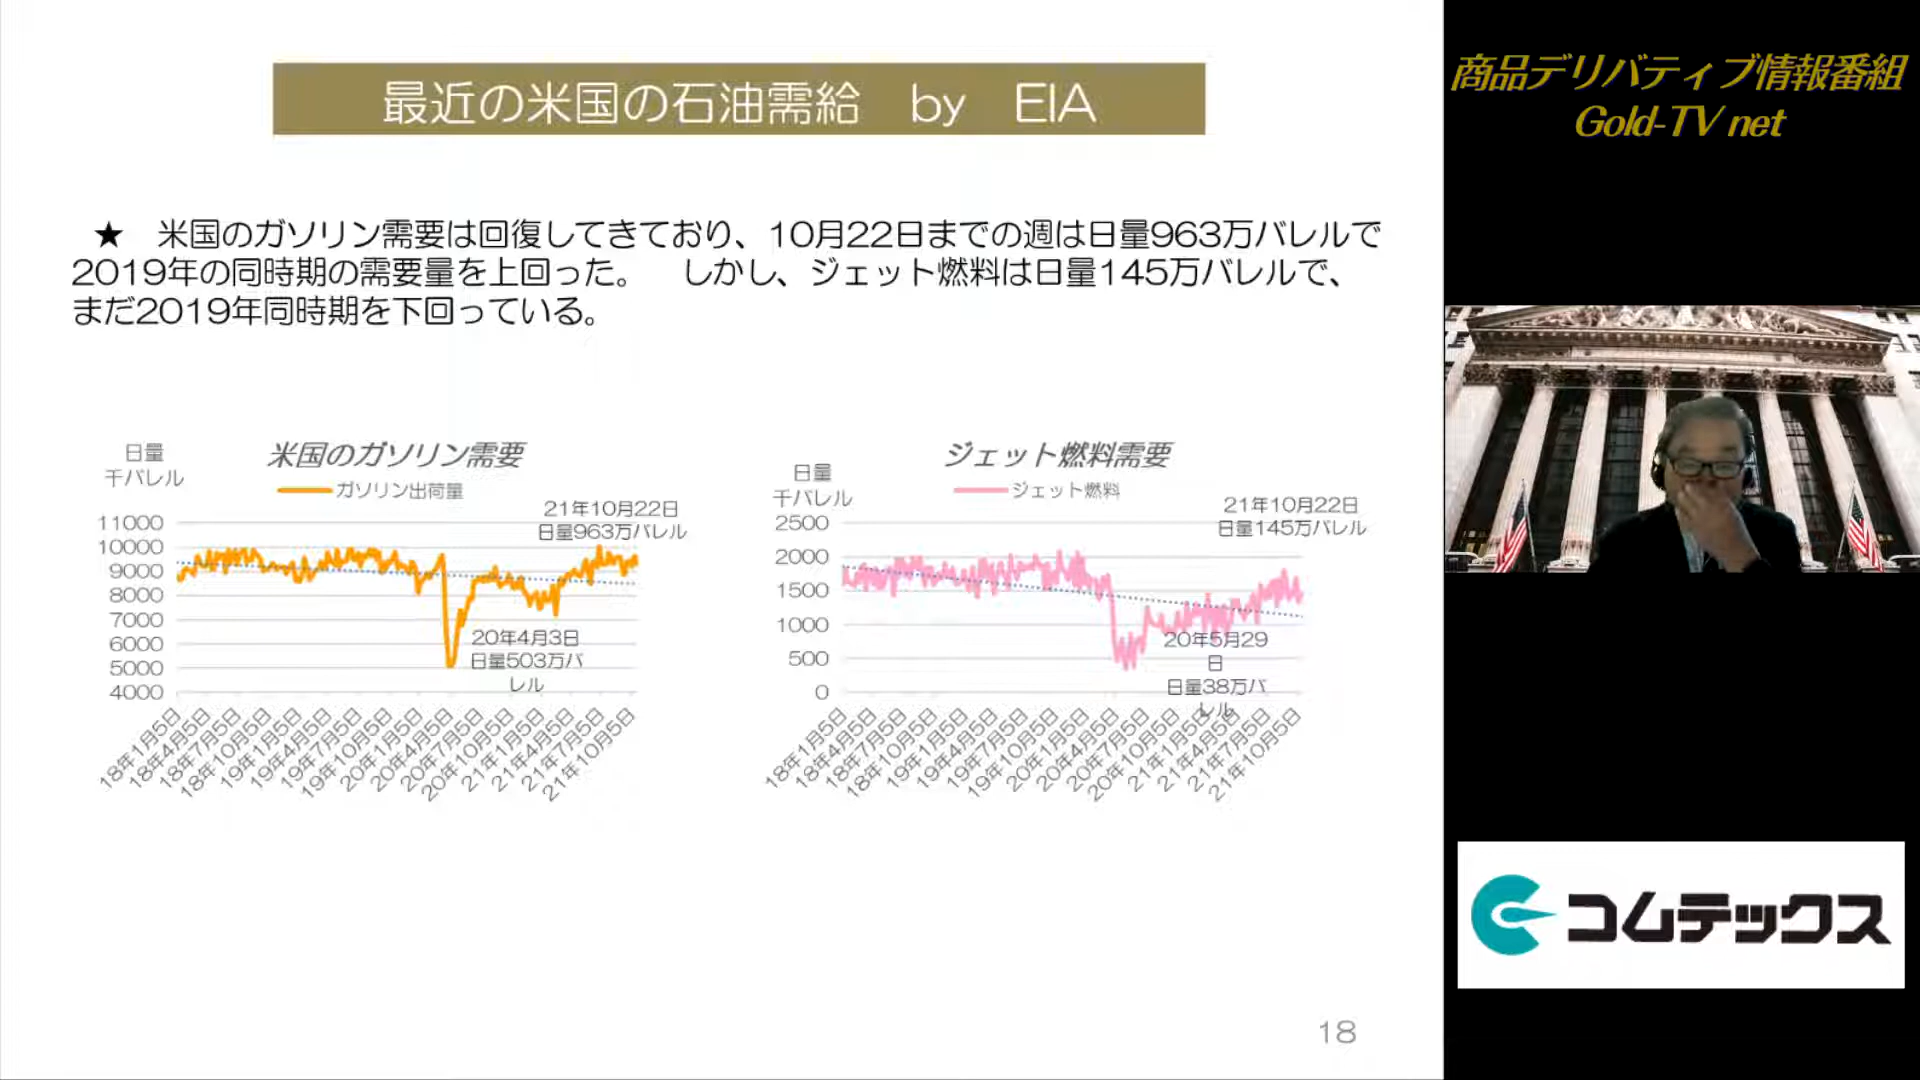 最近の米国の石油需給 by EIA
★ 米国のガソリン需要は回復してきており、10月22日までの週は日量963万バレルで
2019年の同時期の需要量を上回った。 しかし、ジェット燃料は日量145万バレルで、
まだ2019年同時期を下回っている。
日量
千バレル
米国のガソリン需要
ガソリン出荷量
21年10月22日
日量963万バレル
11000
10000
9000
8000
7000
6000
5000
4000
20年4月3日
日量503万バ
レル
18年1月5日
18年4月5日
18年7月5日
18年10月5日
19年1月5日
19年4月5日
19年7月5日
19年10月5日
20年1月5日
20年4月5日
20年7月5日
20年10月5日
21年1月5日
21年4月5日
21年7月5日
21年10月5日
日量
千バレル
ジェット燃料需要
ジェット燃料
21年10月22日
日量145万バレル
2500
2000
1500
1000
500
0
20年5月29
日
日量38万バ
レル
18年1月5日
18年4月5日
18年7月5日
18年10月5日
19年1月5日
19年4月5日
19年7月5日
19年10月5日
20年1月5日
20年4月5日
20年7月5日
20年10月5日
21年1月5日
21年4月5日
21年7月5日
21年10月5日
18
商品デリバティブ情報番組
Gold-TV net
コムテックス